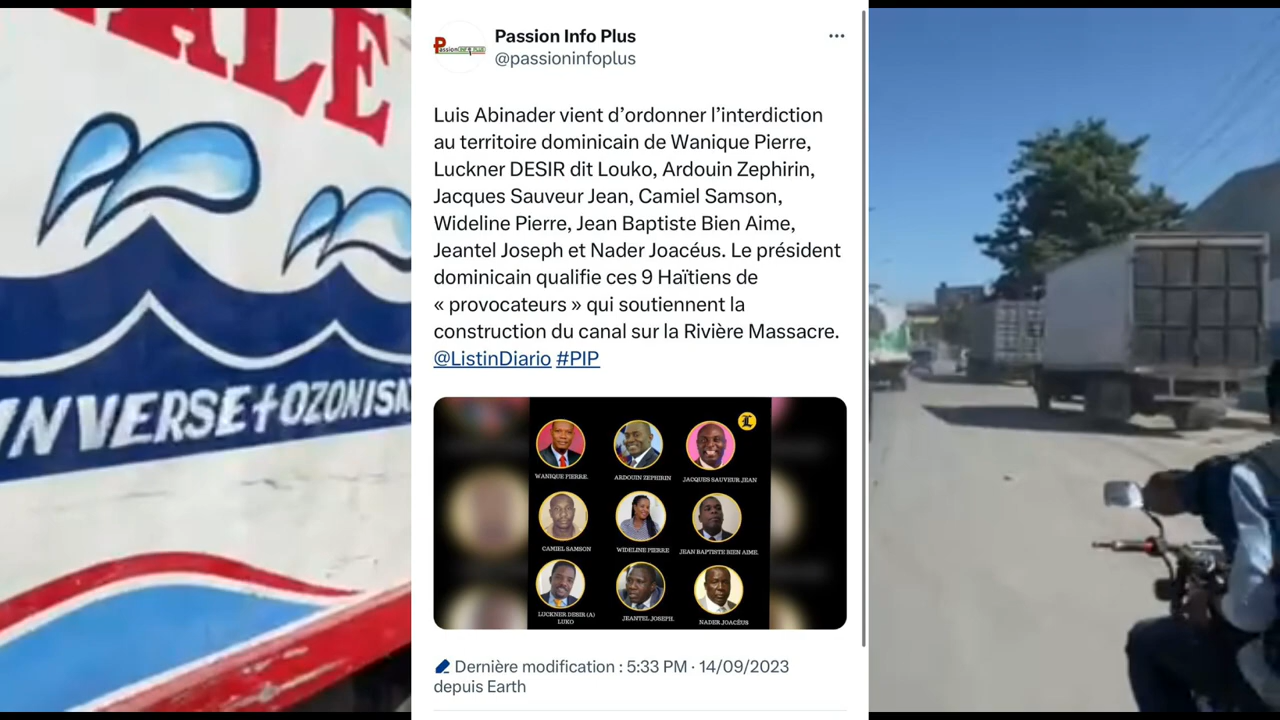 ALE
INVERSE + OZONISA
Passion Info Plus
@passioninfoplus
Luis Abinader vient d’ordonner l’interdiction
au territoire dominicain de Wanique Pierre,
Luckner DESIR dit Louko, Ardouin Zephirin,
Jacques Sauveur Jean, Camiel Samson,
Wideline Pierre, Jean Baptiste Bien Aime,
Jeantel Joseph et Nader Joacéus. Le président
dominicain qualifie ces 9 Haïtiens de
« provocateurs » qui soutiennent la
construction du canal sur la Rivière Massacre.
@ListinDiario #PIP
L
WANIQUE PIERRE.
ARDOUIN ZEPHIRIN
JACQUES SAUVEUR JEAN
CAMIEL SAMSON
WIDELINE PIERRE
JEAN BAPTISTE BIEN AIME.
LUCKNER DESIR (A)
LUKO
JEANTEL JOSEPH.
NADER JOACÉUS
Dernière modification : 5:33 PM · 14/09/2023
depuis Earth